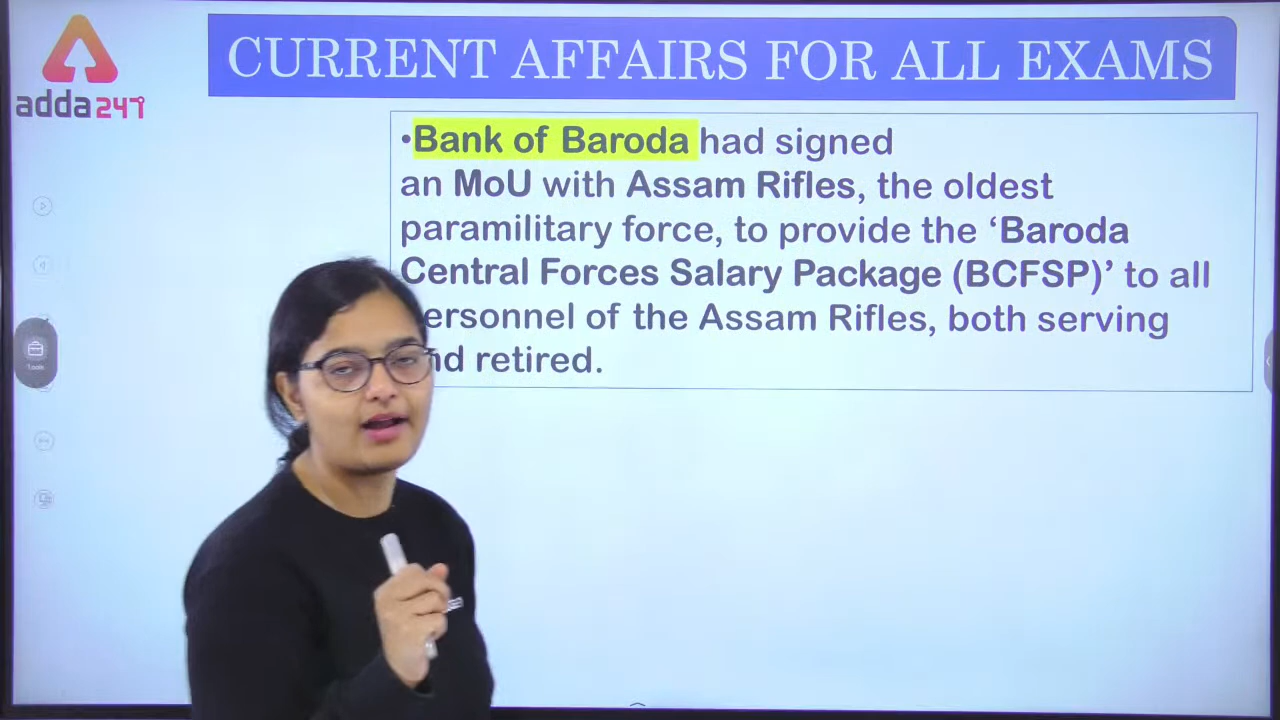 CURRENT AFFAIRS FOR ALL EXAMS
adda247
•Bank of Baroda had signed
an MoU with Assam Rifles, the oldest
paramilitary force, to provide the ‘Baroda
Central Forces Salary Package (BCFSP)’ to all
ersonnel of the Assam Rifles, both serving
nd retired.
Tools